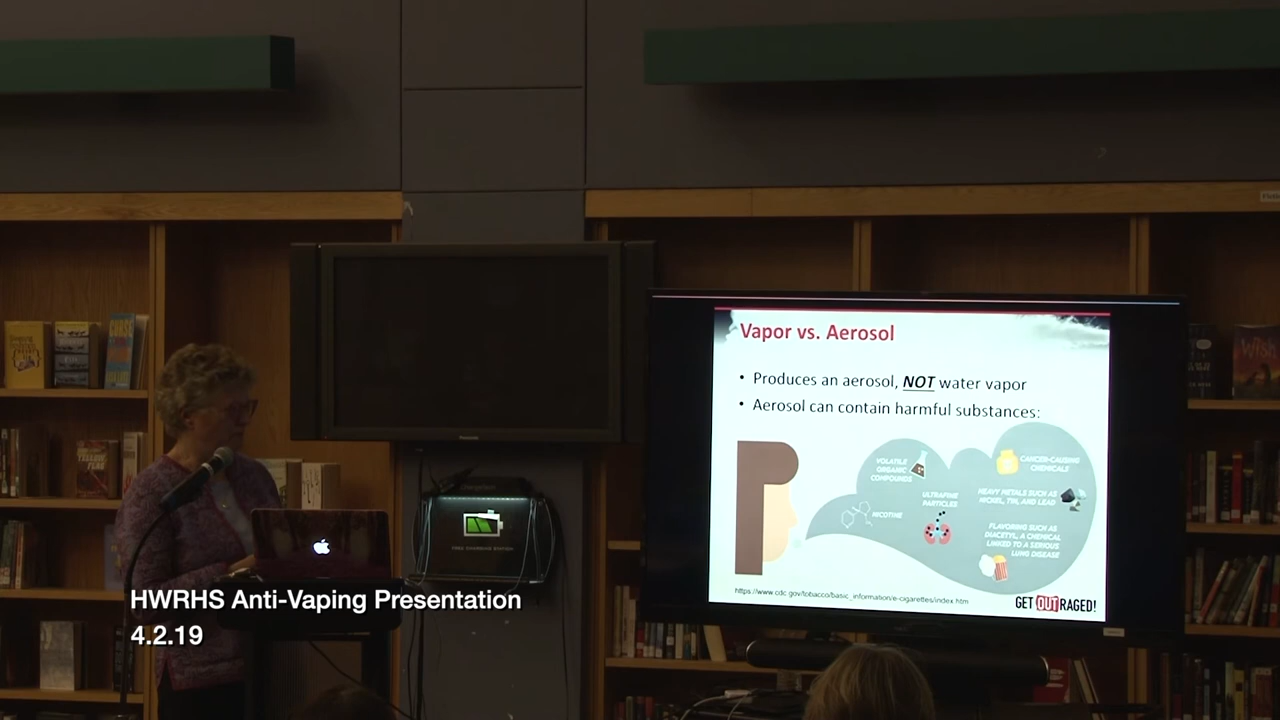 Vapor vs. Aerosol
• Produces an aerosol, NOT water vapor
• Aerosol can contain harmful substances:
VOLATILE
ORGANIC
COMPOUNDS
CANCER-CAUSING
CHEMICALS
ULTRAFINE
PARTICLES
HEAVY METALS SUCH AS
NICKEL, TIN, AND LEAD
NICOTINE
FLAVORING SUCH AS
DIACETYL, A CHEMICAL
LINKED TO A SERIOUS
LUNG DISEASE
https://www.cdc.gov/tobacco/basic_information/e-cigarettes/index.htm
GET OUTRAGED!
FREE CHARGING STATION
HWRHS Anti-Vaping Presentation
4.2.19